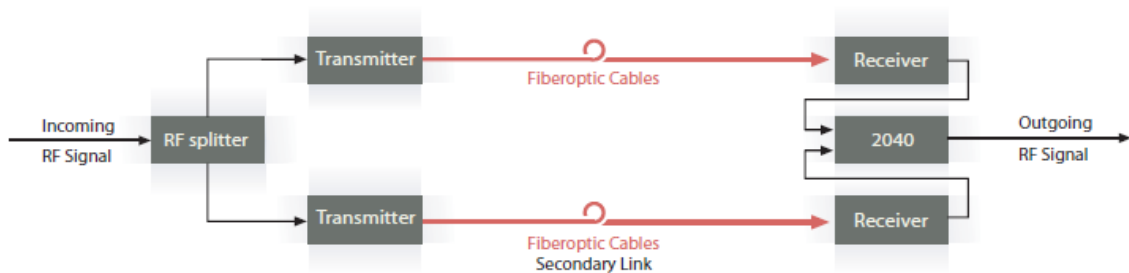 Transmitter
Fiberoptic Cables
Receiver
Incoming
RF Signal
RF splitter
2040
Outgoing
RF Signal
Transmitter
Fiberoptic Cables
Secondary Link
Receiver